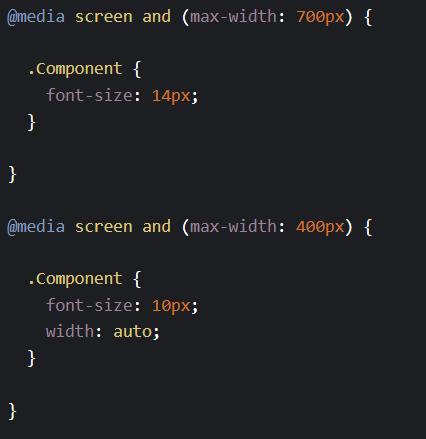 @media screen and (max-width: 700px) {
.Component {
font-size: 14px;
}
}
@media screen and (max-width: 400px) {
.Component {
font-size: 10px;
width: auto;
}
}